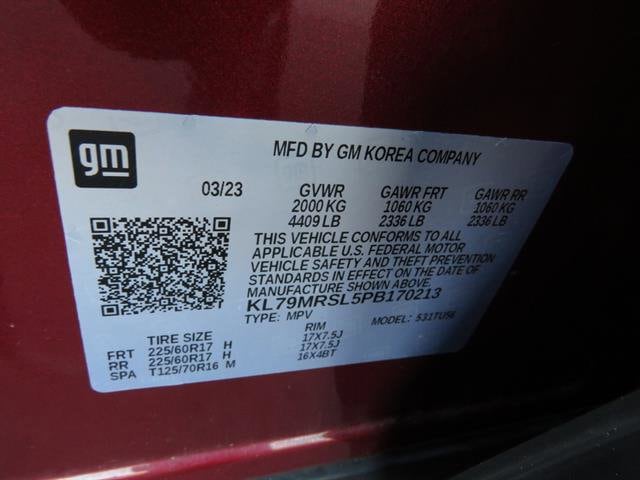 gm
MFD BY GM KOREA COMPANY
03/23 GVWR GAWR FRT GAWR RR
2000 KG 1060 KG 1060 KG
4409 LB 2336 LB 2336 LB
THIS VEHICLE CONFORMS TO ALL
APPLICABLE U.S. FEDERAL MOTOR
VEHICLE SAFETY AND THEFT PREVENTION
STANDARDS IN EFFECT ON THE DATE OF
MANUFACTURE SHOWN ABOVE.
KL79MRSL5PB170213
TYPE: MPV MODEL:
TIRE SIZE RIM
FRT 225/60R17 H 17X7.5J
RR 225/60R17 H 17X7.5J
SPA T125/70R16 M 16X4BT